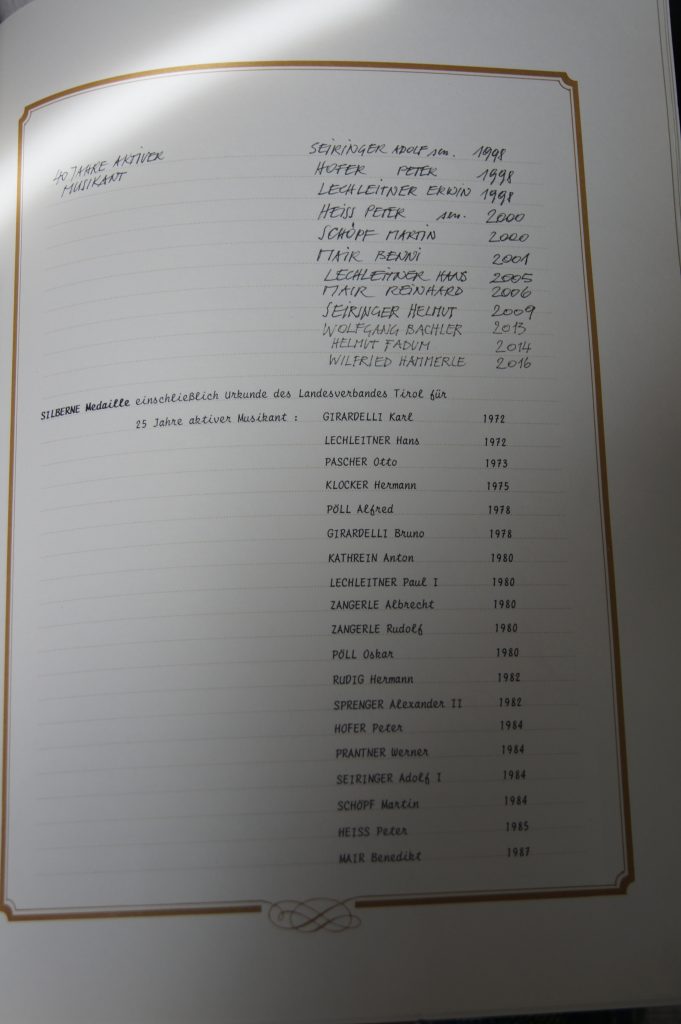 40 JAHRE AKTIVER SEIRINGER ADOLF sen. 1998
MUSIKANT HOFER PETER 1998
LECHLEITNER ERWIN 1998
HEISS PETER sen. 2000
SCHÖPF MARTIN 2000
MAIR BENNI 2001
LECHLEITNER HANS 2005
MAIR REINHARD 2006
SEIRINGER HELMUT 2009
WOLFGANG BACHLER 2013
HELMUT FADUM 2014
WILFRIED HAMMERLE 2016
SILBERNE Medaille einschließlich Urkunde des Landesverbandes Tirol für
25 Jahre aktiver Musikant : GIRARDELLI Karl 1972
LECHLEITNER Hans 1972
PASCHER Otto 1973
KLOCKER Hermann 1975
PÖLL Alfred 1978
GIRARDELLI Bruno 1978
KATHREIN Anton 1980
LECHLEITNER Paul I 1980
ZANGERLE Albrecht 1980
ZANGERLE Rudolf 1980
PÖLL Oskar 1980
RUDIG Hermann 1982
SPRENGER Alexander II 1982
HOFER Peter 1984
PRANTNER Werner 1984
SEIRINGER Adolf I 1984
SCHÖPF Martin 1984
HEISS Peter 1985
MAIR Benedikt 1987